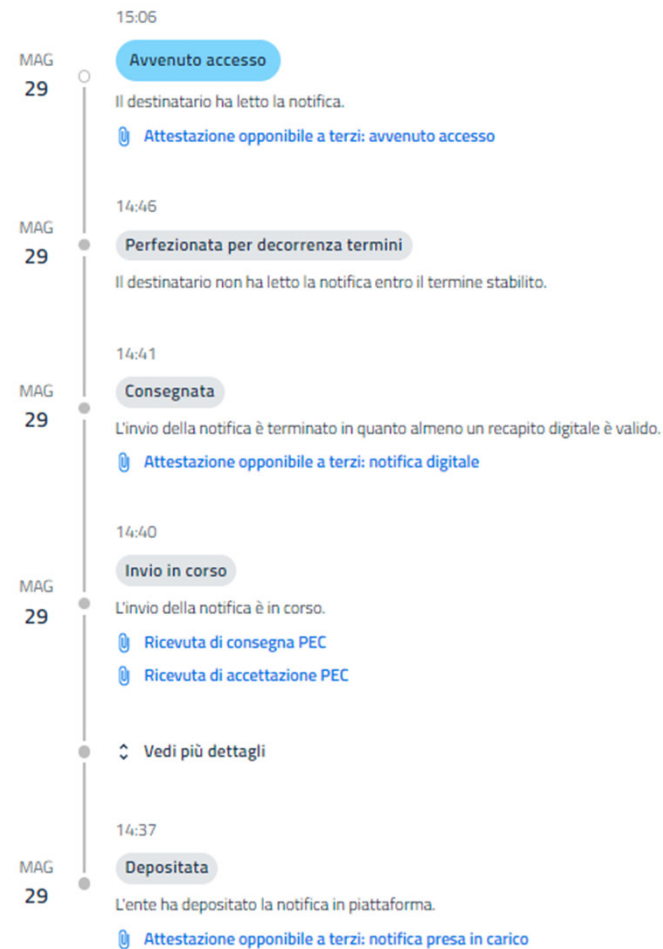 15:06
MAG
29
Avvenuto accesso
Il destinatario ha letto la notifica.
Attestazione opponibile a terzi: avvenuto accesso
14:46
MAG
29
Perfezionata per decorrenza termini
Il destinatario non ha letto la notifica entro il termine stabilito.
14:41
MAG
29
Consegnata
L'invio della notifica è terminato in quanto almeno un recapito digitale è valido.
Attestazione opponibile a terzi: notifica digitale
14:40
MAG
29
Invio in corso
L'invio della notifica è in corso.
Ricevuta di consegna PEC
Ricevuta di accettazione PEC
Vedi più dettagli
14:37
MAG
29
Depositata
L'ente ha depositato la notifica in piattaforma.
Attestazione opponibile a terzi: notifica presa in carico